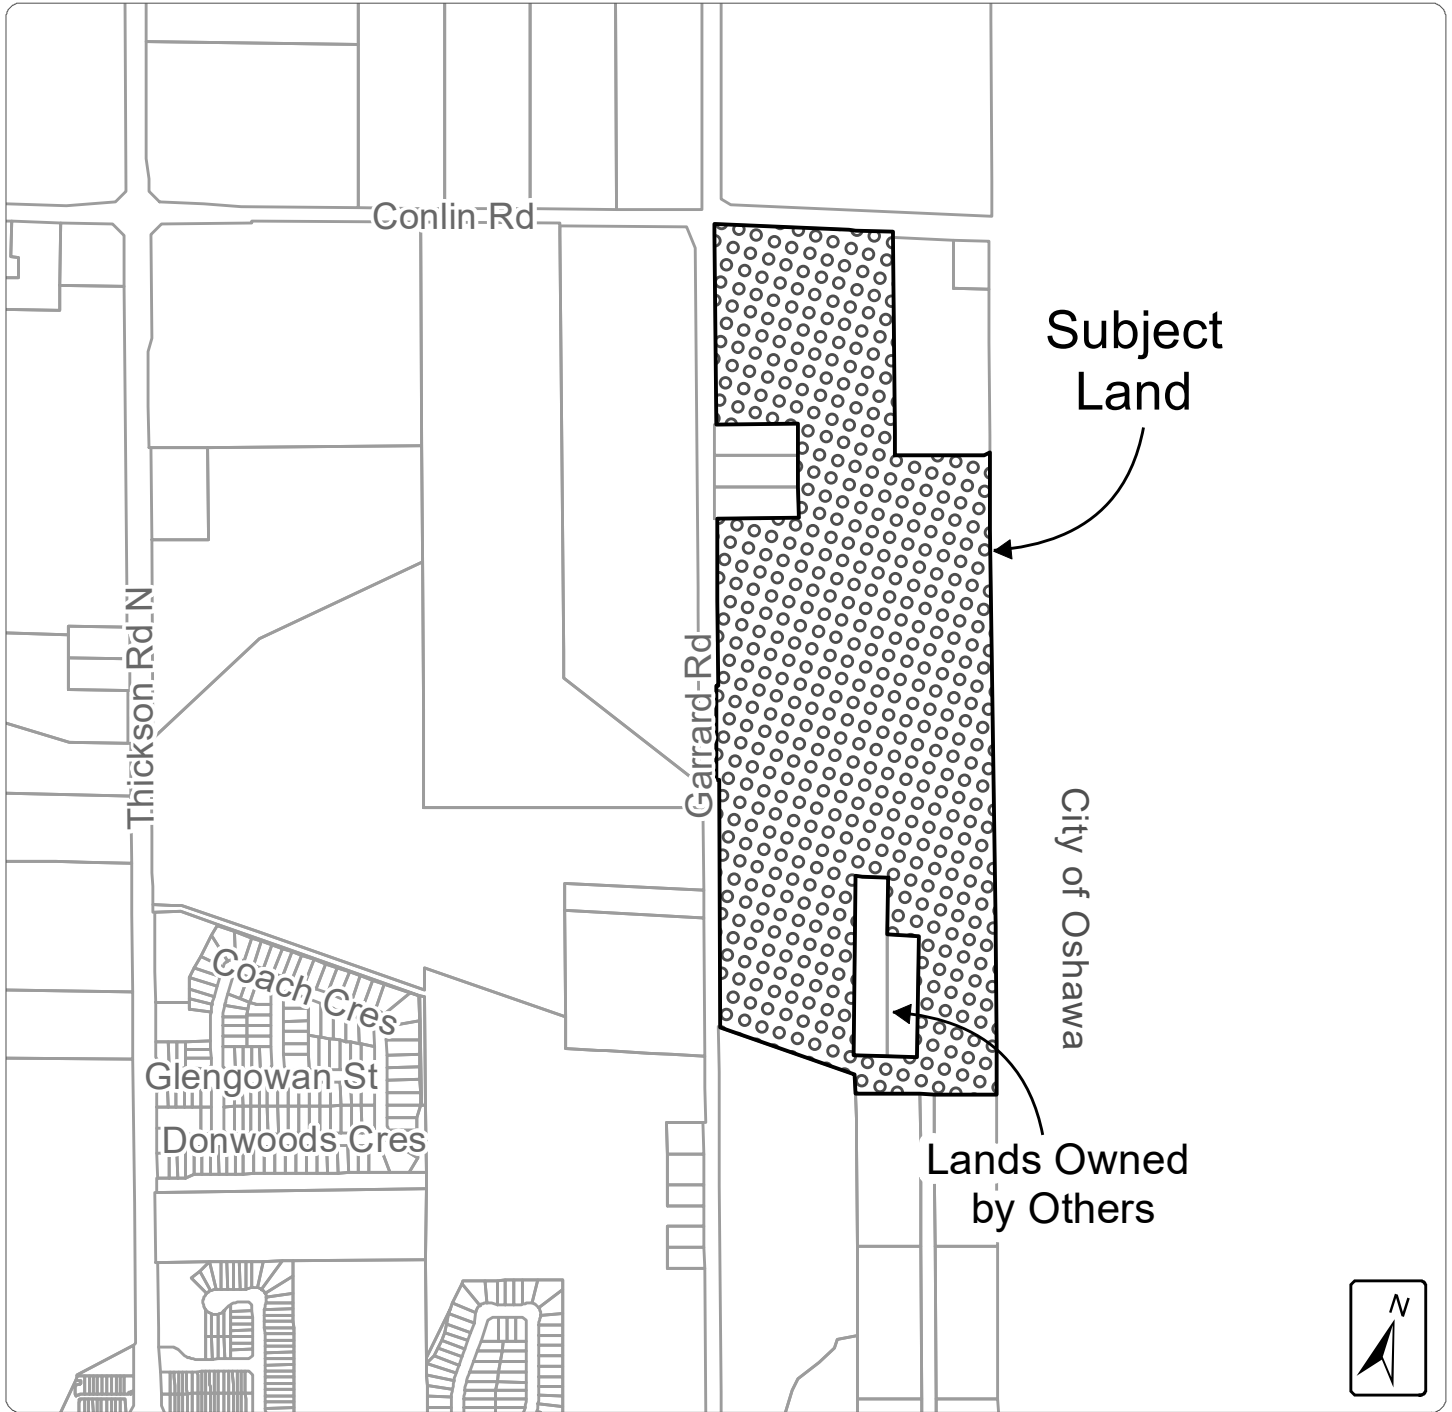 Conlin Rd
Subject
Land
Thickson Rd N
Garrard Rd
City of Oshawa
Coach Cres
Glengowan St
Donwoods Cres
Lands Owned
by Others
N